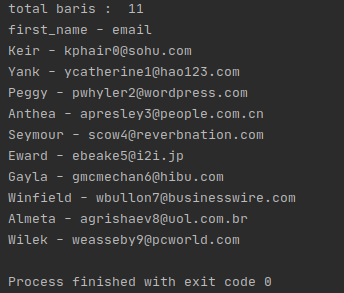 total baris :  11
first_name - email
Keir - kphair0@sohu.com
Yank - ycatherine1@hao123.com
Peggy - pwhyler2@wordpress.com
Anthea - apresley3@people.com.cn
Seymour - scow4@reverbnation.com
Eward - ebeake5@i2i.jp
Gayla - gmcmechan6@hibu.com
Winfield - wbullon7@businesswire.com
Almeta - agrishaev8@uol.com.br
Wilek - weasseby9@pcworld.com
Process finished with exit code 0